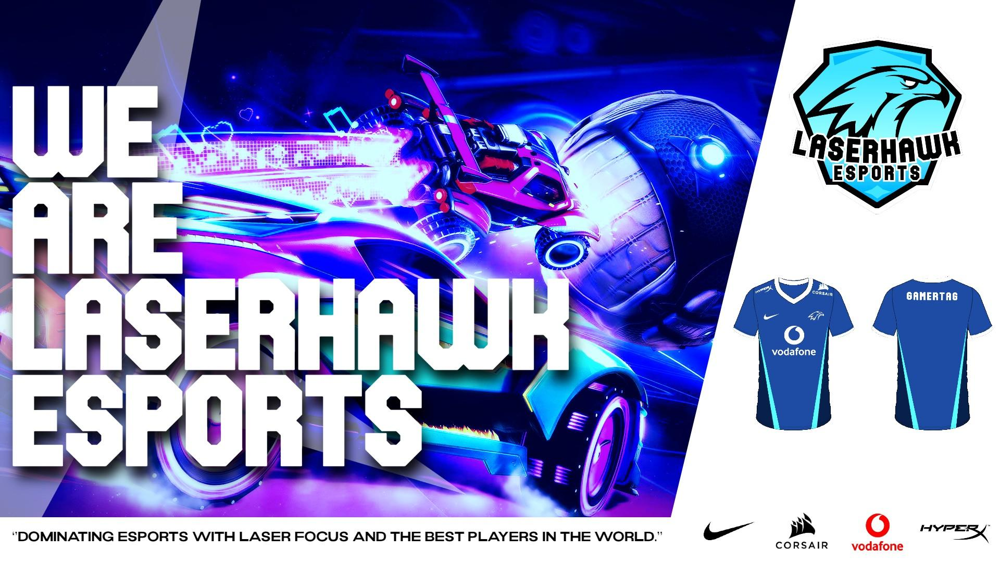 WE
ARE
LASERHAWK
ESPORTS
LASERHAWK
ESPORTS
HYPERX
CORSAIR
vodafone
GAMERTAG
‘‘DOMINATING ESPORTS WITH LASER FOCUS AND THE BEST PLAYERS IN THE WORLD.’’
CORSAIR
vodafone
HYPERX